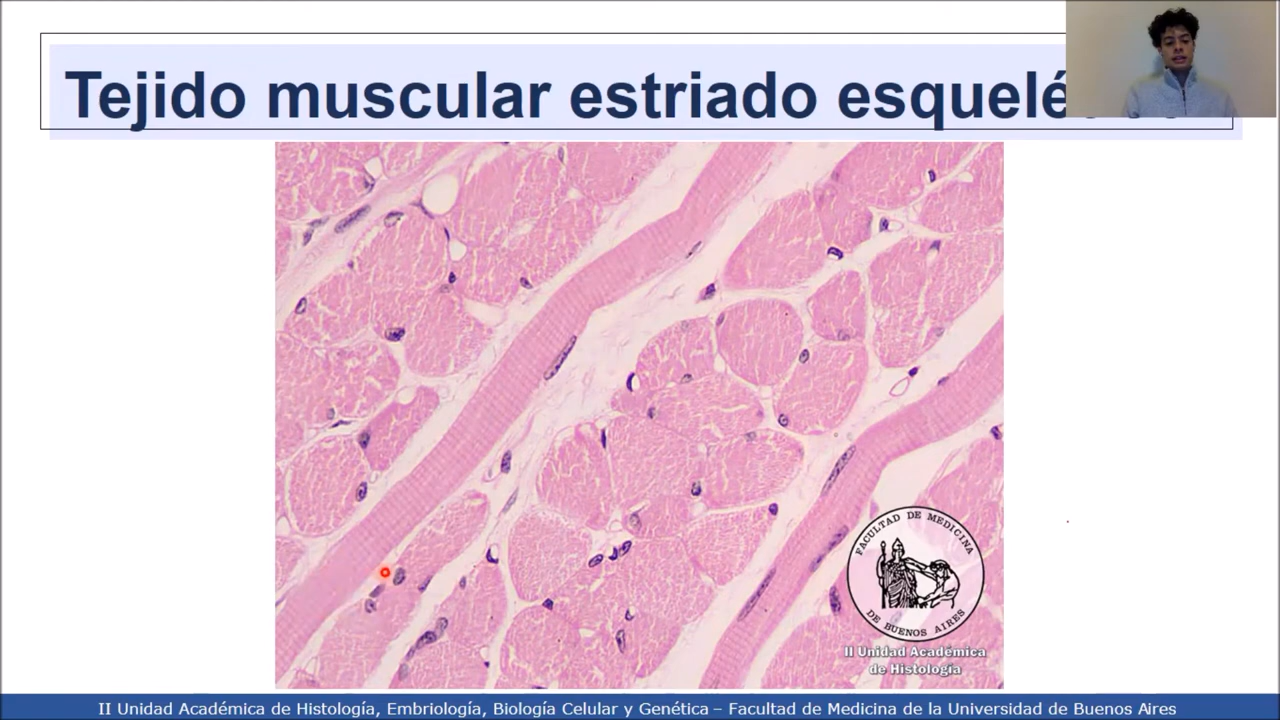 Tejido muscular estriado
FACULTAD DE MEDICINA
DE BUENOS AIRES
II Unidad Académica
de Histología
II Unidad Académica de Histología, Embriología, Biología Celular y Genética – Facultad de Medicina de la Universidad de Buenos Aires